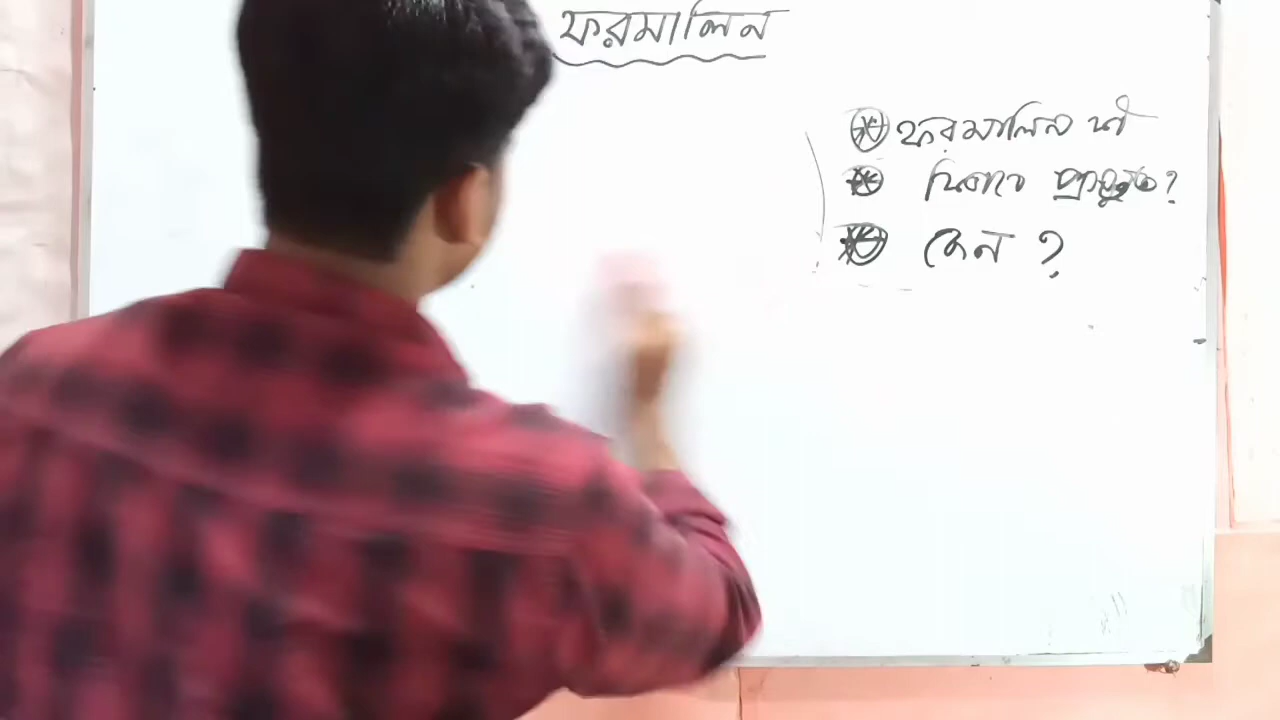 ফরমালিন
ফরমালিন কী
কিভাবে প্রস্তুত?
কেন ?